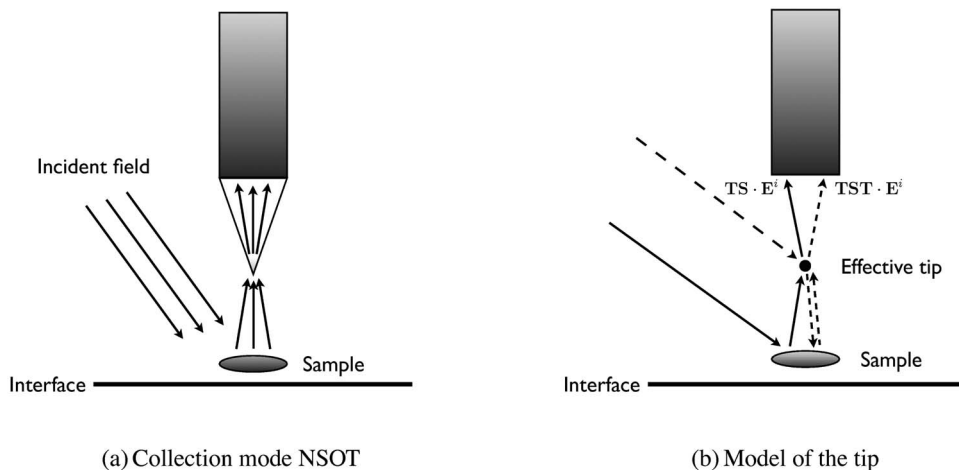 Incident field
Sample
Interface
(a) Collection mode NSOT
TS · E^i
TST · E^i
Effective tip
Sample
Interface
(b) Model of the tip